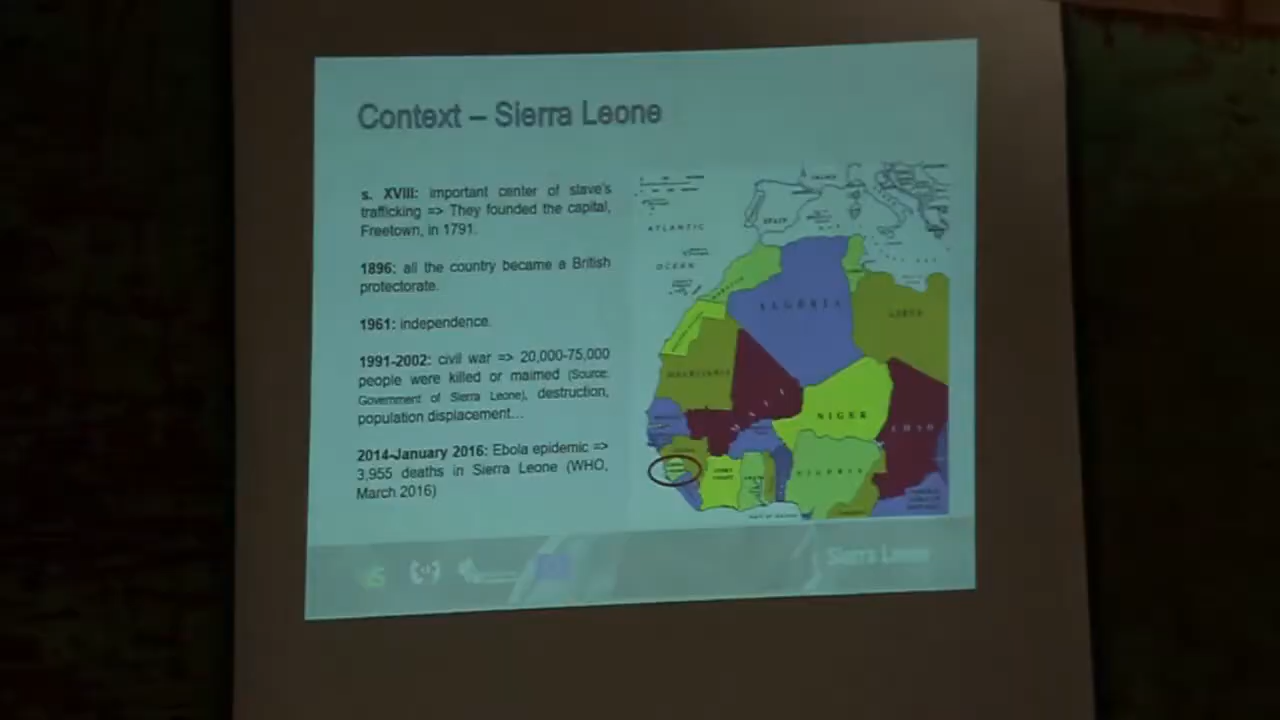 Context – Sierra Leone
s. XVIII: important center of slave's
trafficking => They founded the capital,
Freetown, in 1791.
1896: all the country became a British
protectorate.
1961: independence.
1991-2002: civil war => 20,000-75,000
people were killed or maimed (Source:
Government of Sierra Leone), destruction,
population displacement...
2014-January 2016: Ebola epidemic =>
3,955 deaths in Sierra Leone (WHO,
March 2016)
SPAIN
ATLANTIC
OCEAN
ALGERIA
LIBYA
MAURITANIA
NIGER
CHAD
NIGERIA
Sierra Leone